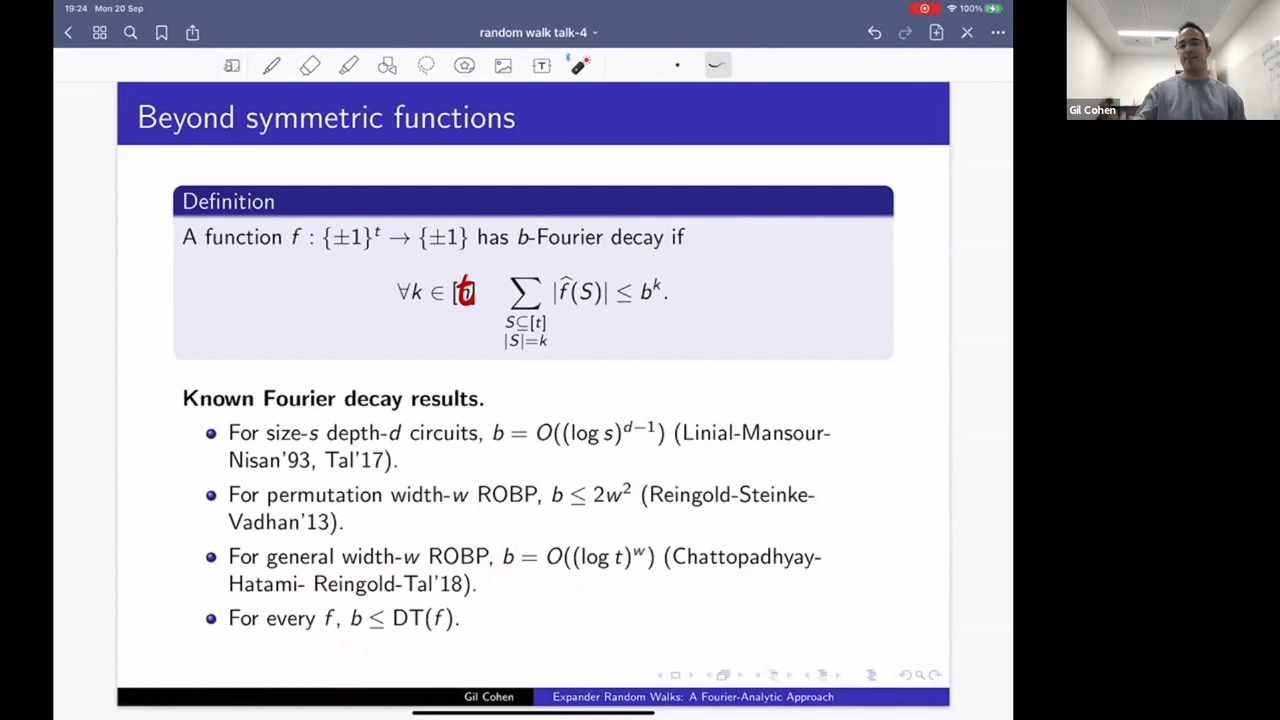 19:24 Mon 20 Sep
100%
random walk talk-4
Gil Cohen
Beyond symmetric functions
Definition
A function f : {±1}^t → {±1} has b-Fourier decay if
∀k ∈ [t] ∑_{S⊆[t] |S|=k} |f̂(S)| ≤ b^k.
Known Fourier decay results.
For size-s depth-d circuits, b = O((log s)^{d−1}) (Linial-Mansour-
Nisan'93, Tal'17).
For permutation width-w ROBP, b ≤ 2w² (Reingold-Steinke-
Vadhan'13).
For general width-w ROBP, b = O((log t)^w) (Chattopadhyay-
Hatami- Reingold-Tal'18).
For every f, b ≤ DT(f).
Gil Cohen Expander Random Walks: A Fourier-Analytic Approach